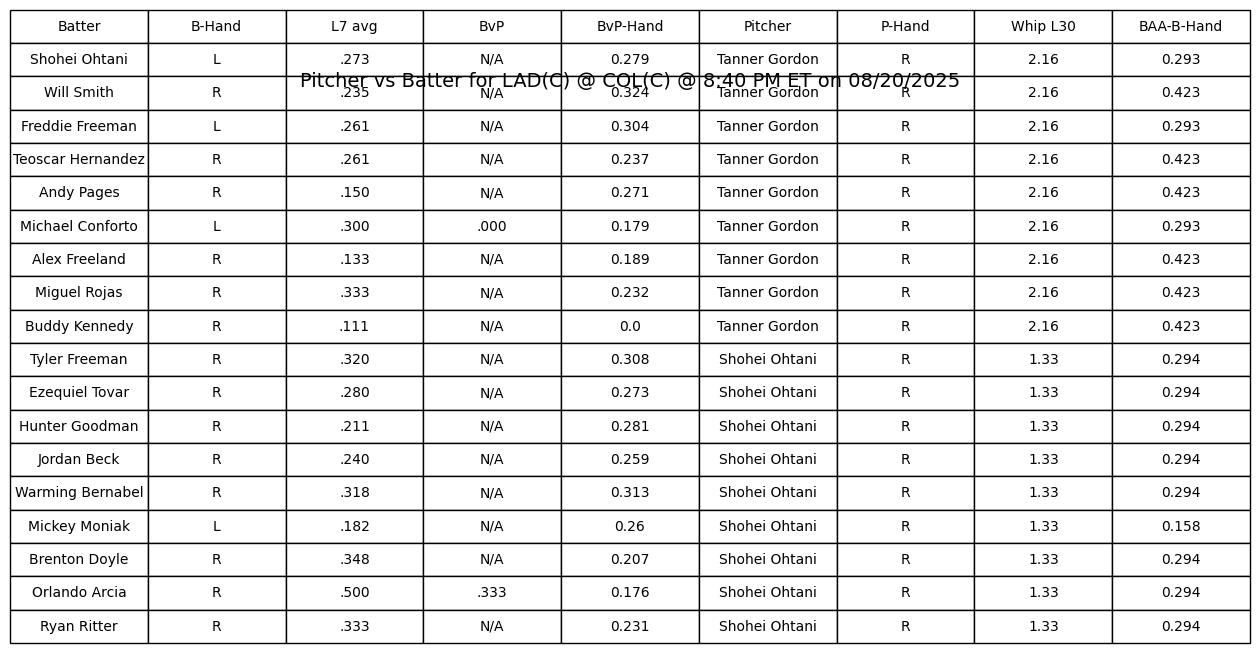 Batter B-Hand L7 avg BvP BvP-Hand Pitcher P-Hand Whip L30 BAA-B-Hand
Shohei Ohtani L .273 N/A 0.279 Tanner Gordon R 2.16 0.293
Pitcher vs Batter for LAD(C) @ COL(C) @ 8:40 PM ET on 08/20/2025
Will Smith R .235 N/A 0.324 Tanner Gordon R 2.16 0.423
Freddie Freeman L .261 N/A 0.304 Tanner Gordon R 2.16 0.293
Teoscar Hernandez R .261 N/A 0.237 Tanner Gordon R 2.16 0.423
Andy Pages R .150 N/A 0.271 Tanner Gordon R 2.16 0.423
Michael Conforto L .300 .000 0.179 Tanner Gordon R 2.16 0.293
Alex Freeland R .133 N/A 0.189 Tanner Gordon R 2.16 0.423
Miguel Rojas R .333 N/A 0.232 Tanner Gordon R 2.16 0.423
Buddy Kennedy R .111 N/A 0.0 Tanner Gordon R 2.16 0.423
Tyler Freeman R .320 N/A 0.308 Shohei Ohtani R 1.33 0.294
Ezequiel Tovar R .280 N/A 0.273 Shohei Ohtani R 1.33 0.294
Hunter Goodman R .211 N/A 0.281 Shohei Ohtani R 1.33 0.294
Jordan Beck R .240 N/A 0.259 Shohei Ohtani R 1.33 0.294
Warming Bernabel R .318 N/A 0.313 Shohei Ohtani R 1.33 0.294
Mickey Moniak L .182 N/A 0.26 Shohei Ohtani R 1.33 0.158
Brenton Doyle R .348 N/A 0.207 Shohei Ohtani R 1.33 0.294
Orlando Arcia R .500 .333 0.176 Shohei Ohtani R 1.33 0.294
Ryan Ritter R .333 N/A 0.231 Shohei Ohtani R 1.33 0.294